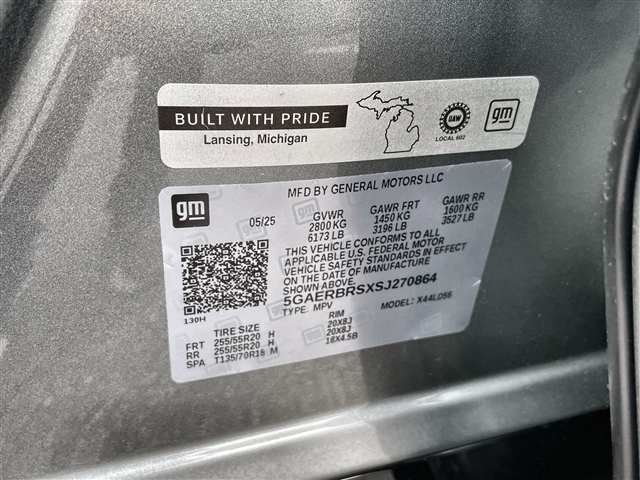 BUILT WITH PRIDE
Lansing, Michigan
UAW
LOCAL 602
gm
gm
MFD BY GENERAL MOTORS LLC
05/25
GVWR GAWR FRT GAWR RR
2800 KG 1450 KG 1600 KG
6173 LB 3196 LB 3527 LB
THIS VEHICLE CONFORMS TO ALL
APPLICABLE U.S. FEDERAL MOTOR
VEHICLE SAFETY STANDARDS IN EFFECT
ON THE DATE OF MANUFACTURE
5GAERBRSXSJ270864
TYPE: MPV MODEL: X44LD56
130H
TIRE SIZE RIM
FRT 255/55R20 H 20X8J
RR 255/55R20 H 20X8J
SPA T135/70R18 M 18X4.5B